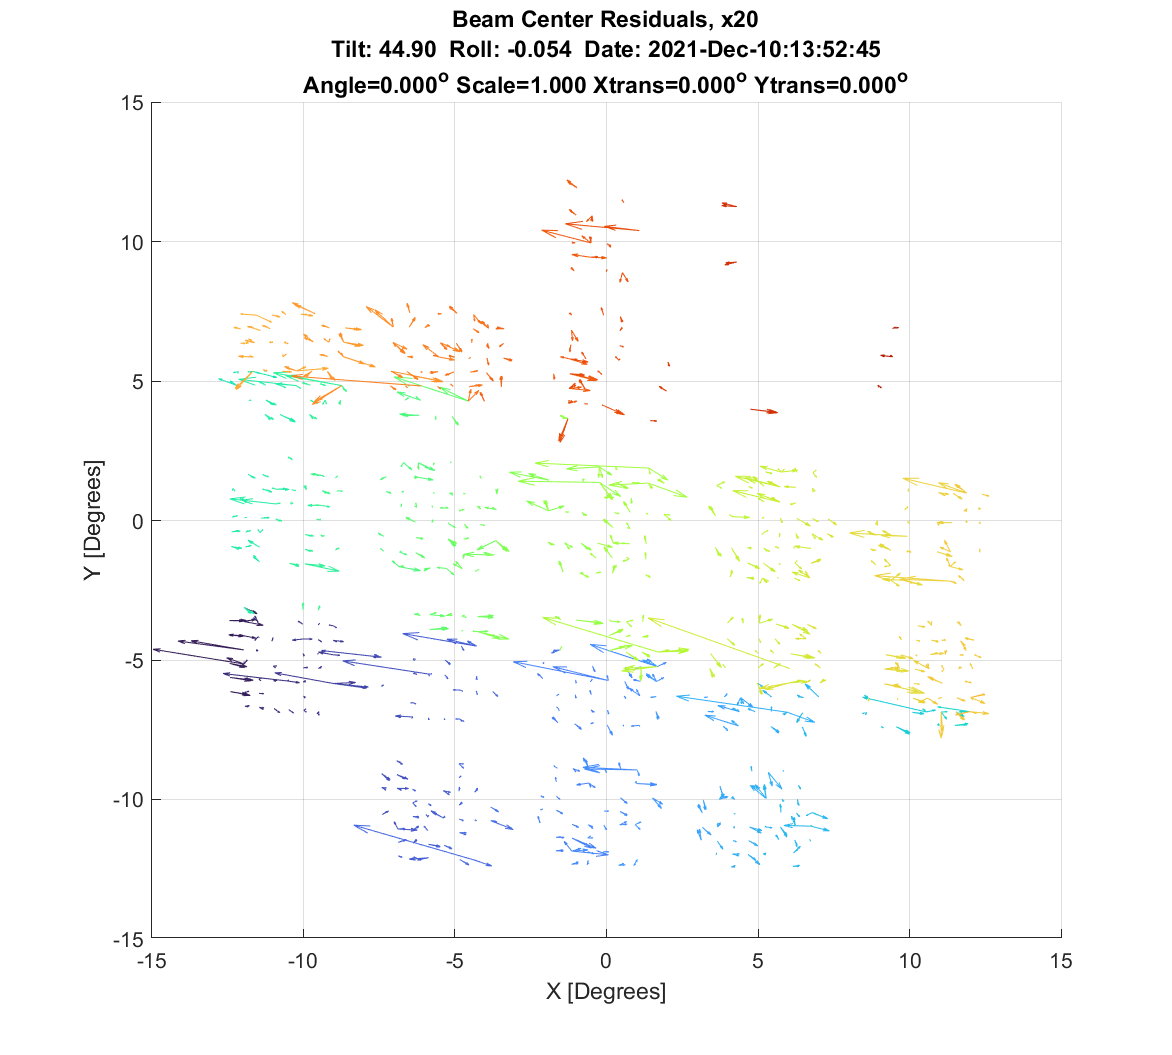 Beam Center Residuals, x20
Tilt: 44.90 Roll: -0.054 Date: 2021-Dec-10:13:52:45
Angle=0.000° Scale=1.000 Xtrans=0.000° Ytrans=0.000°
15
10
5
0
-5
-10
-15
Y [Degrees]
-15 -10 -5 0 5 10 15
X [Degrees]